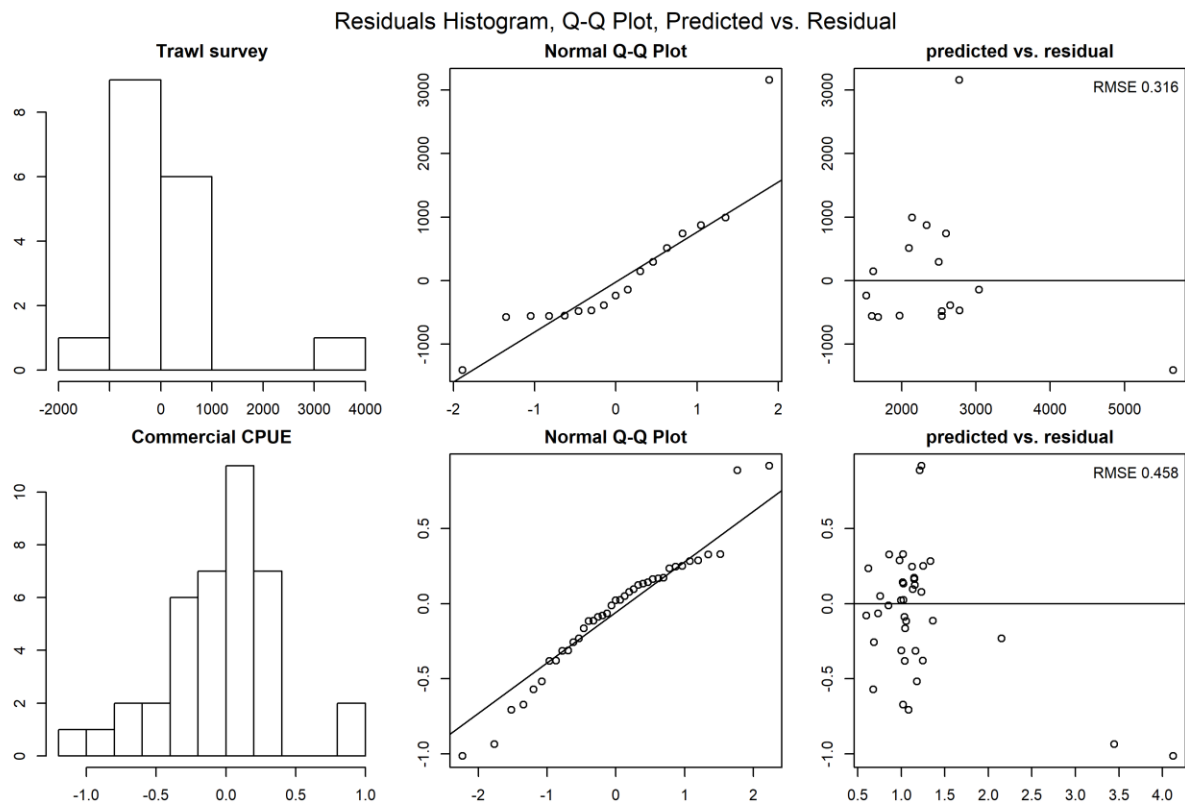 Residuals Histogram, Q-Q Plot, Predicted vs. Residual
Trawl survey
Normal Q-Q Plot
predicted vs. residual
0 2 4 6 8
-2000 0 1000 3000 4000
-1000 0 1000 2000 3000
-2 -1 0 1 2
RMSE 0.316
-1000 0 1000 2000 3000
2000 3000 4000 5000
Commercial CPUE
Normal Q-Q Plot
predicted vs. residual
0 2 4 6 8 10
-1.0 -0.5 0.0 0.5 1.0
-1.0 -0.5 0.0 0.5
-2 -1 0 1 2
RMSE 0.458
-1.0 -0.5 0.0 0.5
0.5 1.0 1.5 2.0 2.5 3.0 3.5 4.0